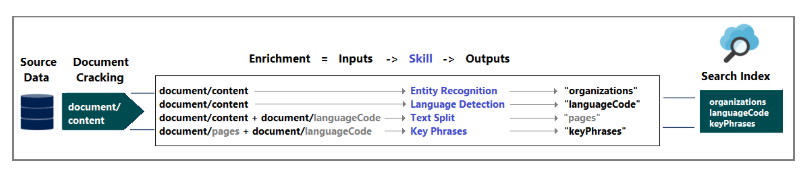 Enrichment = Inputs -> Skill -> Outputs
Source Data
Document Cracking
document/
content
document/content Entity Recognition "organizations"
document/content Language Detection "languageCode"
document/content + document/languageCode Text Split "pages"
document/pages + document/languageCode Key Phrases "keyPhrases"
Search Index
organizations
languageCode
keyPhrases